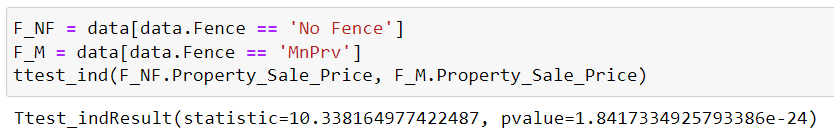 F_NF = data[data.Fence == 'No Fence']
F_M = data[data.Fence == 'MnPrv']
ttest_ind(F_NF.Property_Sale_Price, F_M.Property_Sale_Price)
Ttest_indResult(statistic=10.338164977422487, pvalue=1.8417334925793386e-24)